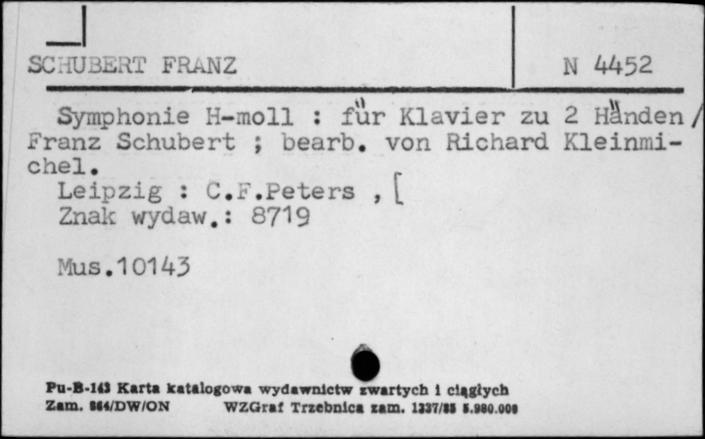 SCHUBERT FRANZ N 4452
Symphonie H-moll : für Klavier zu 2 Händen /
Franz Schubert ; bearb. von Richard Kleinmi-
chel.
Leipzig : C.F.Peters , [
Znak wydaw.: 8719
Mus.10143
Pu-B-143 Karta katalogowa wydawnictw zwartych i ciągłych
Zam. 864/DW/ON WZGraf Trzebnica zam. 1337/85 5.980.000